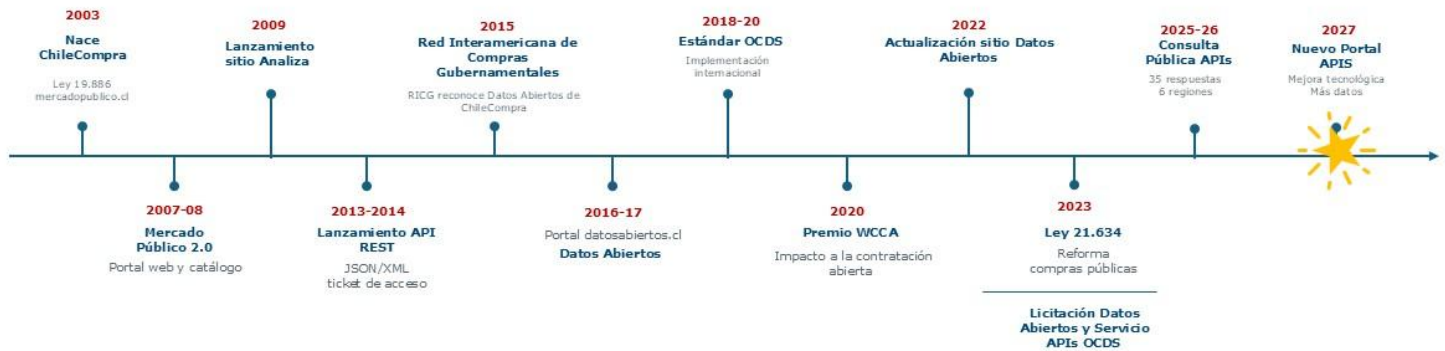 2003
Nace
ChileCompra
Ley 19.886
mercadopublico.cl
2007-08
Mercado
Público 2.0
Portal web y catálogo
2009
Lanzamiento
sitio Analiza
2013-2014
Lanzamiento API
REST
JSON/XML
ticket de acceso
2015
Red Interamericana de
Compras
Gubernamentales
RICG reconoce Datos Abiertos de
ChileCompra
2016-17
Portal datosabiertos.cl
Datos Abiertos
2018-20
Estándar OCDS
Implementación
internacional
2020
Premio WCCA
Impacto a la contratación
abierta
2022
Actualización sitio Datos
Abiertos
2023
Ley 21.634
Reforma
compras públicas
Licitación Datos
Abiertos y Servicio
APIs OCDS
2025-26
Consulta
Pública APIs
35 respuestas
6 regiones
2027
Nuevo Portal
APIS
Mejora tecnológica
Más datos